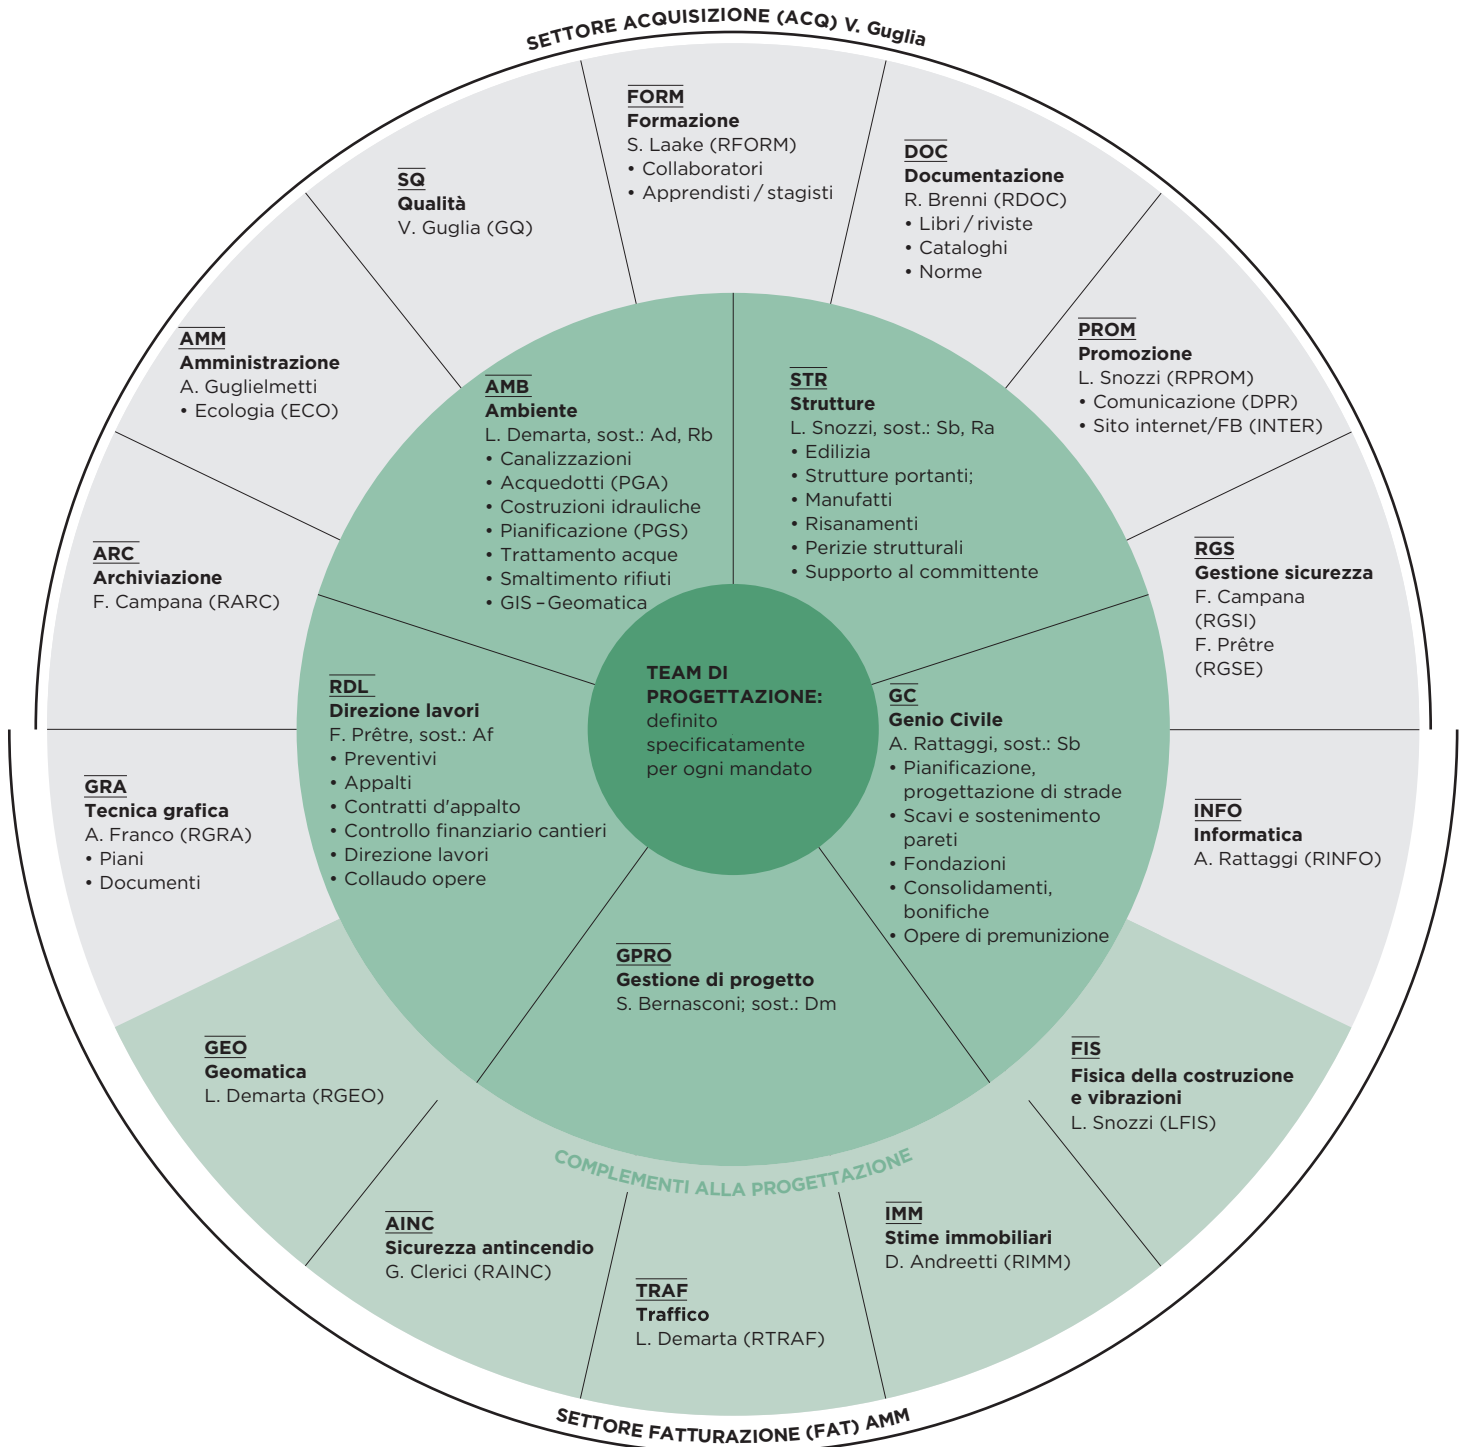 SETTORE ACQUISIZIONE (ACQ) V. Guglia
FORM
Formazione
S. Laake (RFORM)
• Collaboratori
• Apprendisti / stagisti
DOC
Documentazione
R. Brenni (RDOC)
• Libri / riviste
• Cataloghi
• Norme
SQ
Qualità
V. Guglia (GQ)
PROM
Promozione
L. Snozzi (RPROM)
• Comunicazione (DPR)
• Sito internet/FB (INTER)
AMM
Amministrazione
A. Guglielmetti
• Ecologia (ECO)
AMB
Ambiente
L. Demarta, sost.: Ad, Rb
• Canalizzazioni
• Acquedotti (PGA)
• Costruzioni idrauliche
• Pianificazione (PGS)
• Trattamento acque
• Smaltimento rifiuti
• GIS – Geomatica
STR
Strutture
L. Snozzi, sost.: Sb, Ra
• Edilizia
• Strutture portanti;
• Manufatti
• Risanamenti
• Perizie strutturali
• Supporto al committente
ARC
Archiviazione
F. Campana (RARC)
RGS
Gestione sicurezza
F. Campana
(RGSI)
F. Prêtre
(RGSE)
TEAM DI
PROGETTAZIONE:
definito
specificatamente
per ogni mandato
RDL
Direzione lavori
F. Prêtre, sost.: Af
• Preventivi
• Appalti
• Contratti d'appalto
• Controllo finanziario cantieri
• Direzione lavori
• Collaudo opere
GC
Genio Civile
A. Rattaggi, sost.: Sb
• Pianificazione,
progettazione di strade
• Scavi e sostenimento
pareti
• Fondazioni
• Consolidamenti,
bonifiche
• Opere di premunizione
GRA
Tecnica grafica
A. Franco (RGRA)
• Piani
• Documenti
INFO
Informatica
A. Rattaggi (RINFO)
GPRO
Gestione di progetto
S. Bernasconi; sost.: Dm
GEO
Geomatica
L. Demarta (RGEO)
FIS
Fisica della costruzione
e vibrazioni
L. Snozzi (LFIS)
COMPLEMENTI ALLA PROGETTAZIONE
AINC
Sicurezza antincendio
G. Clerici (RAINC)
IMM
Stime immobiliari
D. Andreetti (RIMM)
TRAF
Traffico
L. Demarta (RTRAF)
SETTORE FATTURAZIONE (FAT) AMM